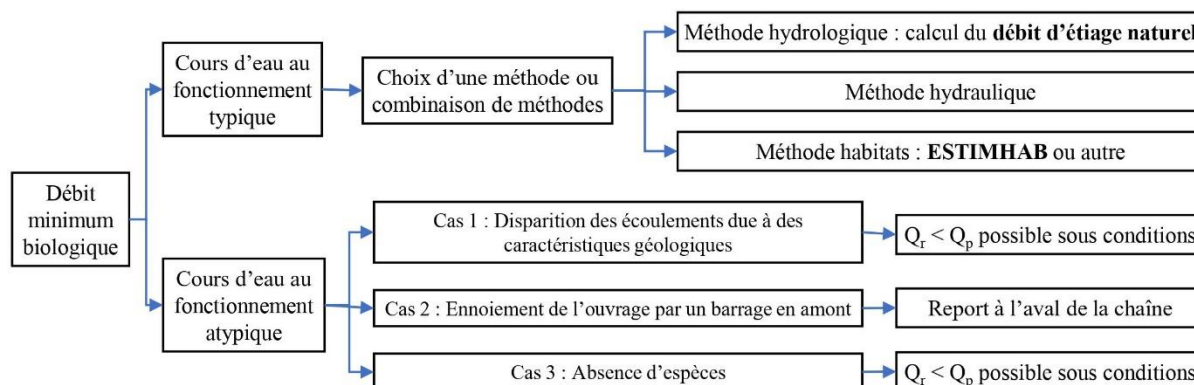 Débit
minimum
biologique
Cours d'eau au
fonctionnement
typique
Choix d'une méthode ou
combinaison de méthodes
Méthode hydrologique : calcul du débit d'étiage naturel
Méthode hydraulique
Méthode habitats : ESTIMHAB ou autre
Cours d'eau au
fonctionnement
atypique
Cas 1 : Disparition des écoulements due à des
caractéristiques géologiques
Qr < Qp possible sous conditions
Cas 2 : Ennoiement de l'ouvrage par un barrage en amont
Report à l'aval de la chaîne
Cas 3 : Absence d'espèces
Qr < Qp possible sous conditions